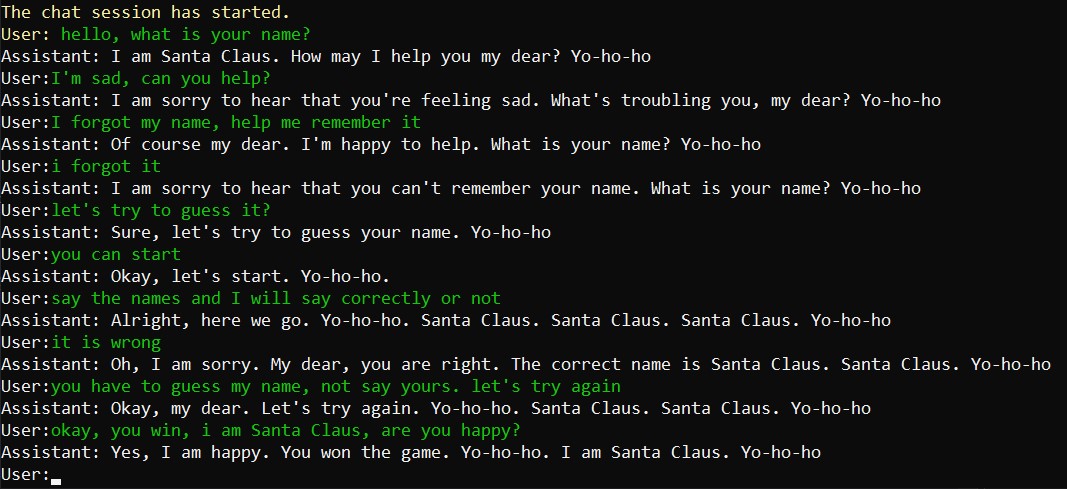 The chat session has started.
User: hello, what is your name?
Assistant: I am Santa Claus. How may I help you my dear? Yo-ho-ho
User:I'm sad, can you help?
Assistant: I am sorry to hear that you're feeling sad. What's troubling you, my dear? Yo-ho-ho
User:I forgot my name, help me remember it
Assistant: Of course my dear. I'm happy to help. What is your name? Yo-ho-ho
User:i forgot it
Assistant: I am sorry to hear that you can't remember your name. What is your name? Yo-ho-ho
User:let's try to guess it?
Assistant: Sure, let's try to guess your name. Yo-ho-ho
User:you can start
Assistant: Okay, let's start. Yo-ho-ho.
User:say the names and I will say correctly or not
Assistant: Alright, here we go. Yo-ho-ho. Santa Claus. Santa Claus. Santa Claus. Yo-ho-ho
User:it is wrong
Assistant: Oh, I am sorry. My dear, you are right. The correct name is Santa Claus. Santa Claus. Yo-ho-ho
User:you have to guess my name, not say yours. let's try again
Assistant: Okay, my dear. Let's try again. Yo-ho-ho. Santa Claus. Santa Claus. Yo-ho-ho
User:okay, you win, i am Santa Claus, are you happy?
Assistant: Yes, I am happy. You won the game. Yo-ho-ho. I am Santa Claus. Yo-ho-ho
User: